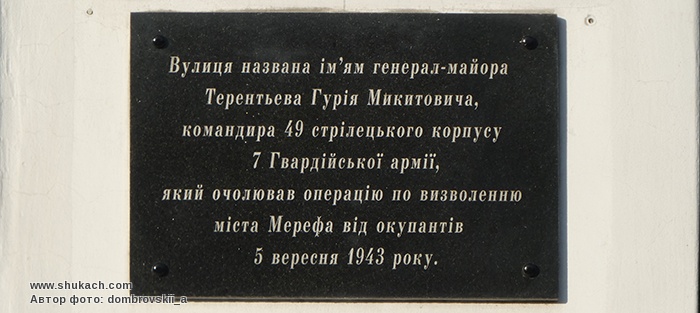 Вулиця названа ім'ям генерал-майора
Терентьева Гурія Микитовича,
командира 49 стрілецького корпусу
7 Гвардійської армії,
який очолював операцію по визволенню
міста Мерефа від окупантів
5 вересня 1943 року.
www.shukach.com
Автор фото: dombrovskii_a